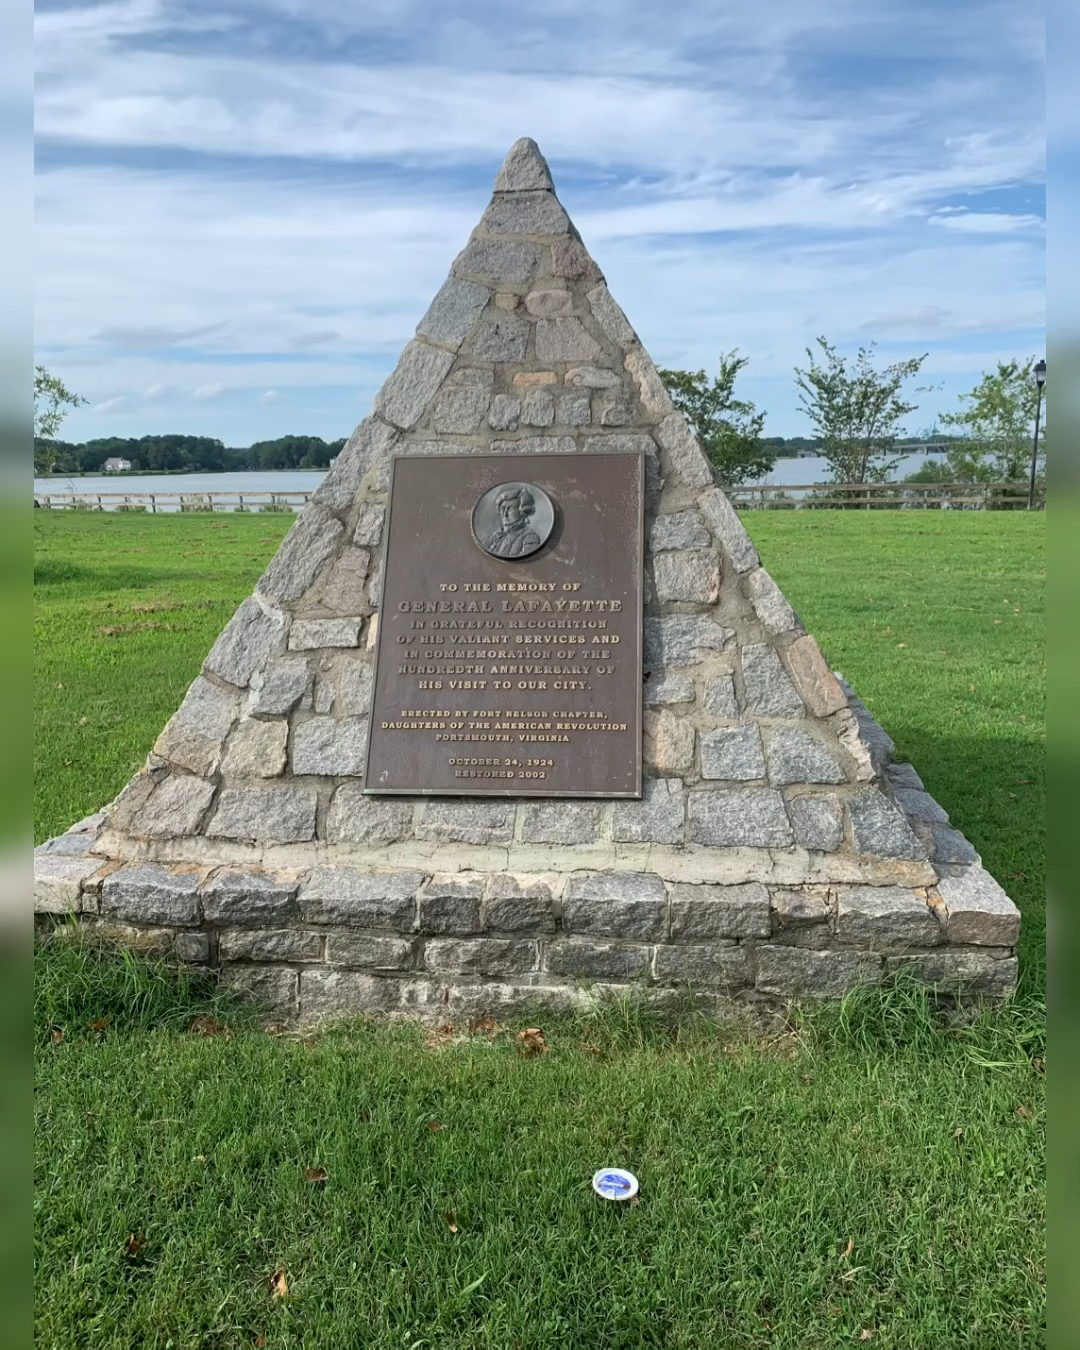 TO THE MEMORY OF
GENERAL LAFAYETTE
IN GRATEFUL RECOGNITION
OF HIS VALIANT SERVICES AND
IN COMMEMORATION OF THE
HUNDREDTH ANNIVERSARY OF
HIS VISIT TO OUR CITY.
ERECTED BY FORT NELSON CHAPTER,
DAUGHTERS OF THE AMERICAN REVOLUTION
PORTSMOUTH, VIRGINIA
OCTOBER 24, 1924
RESTORED 2002